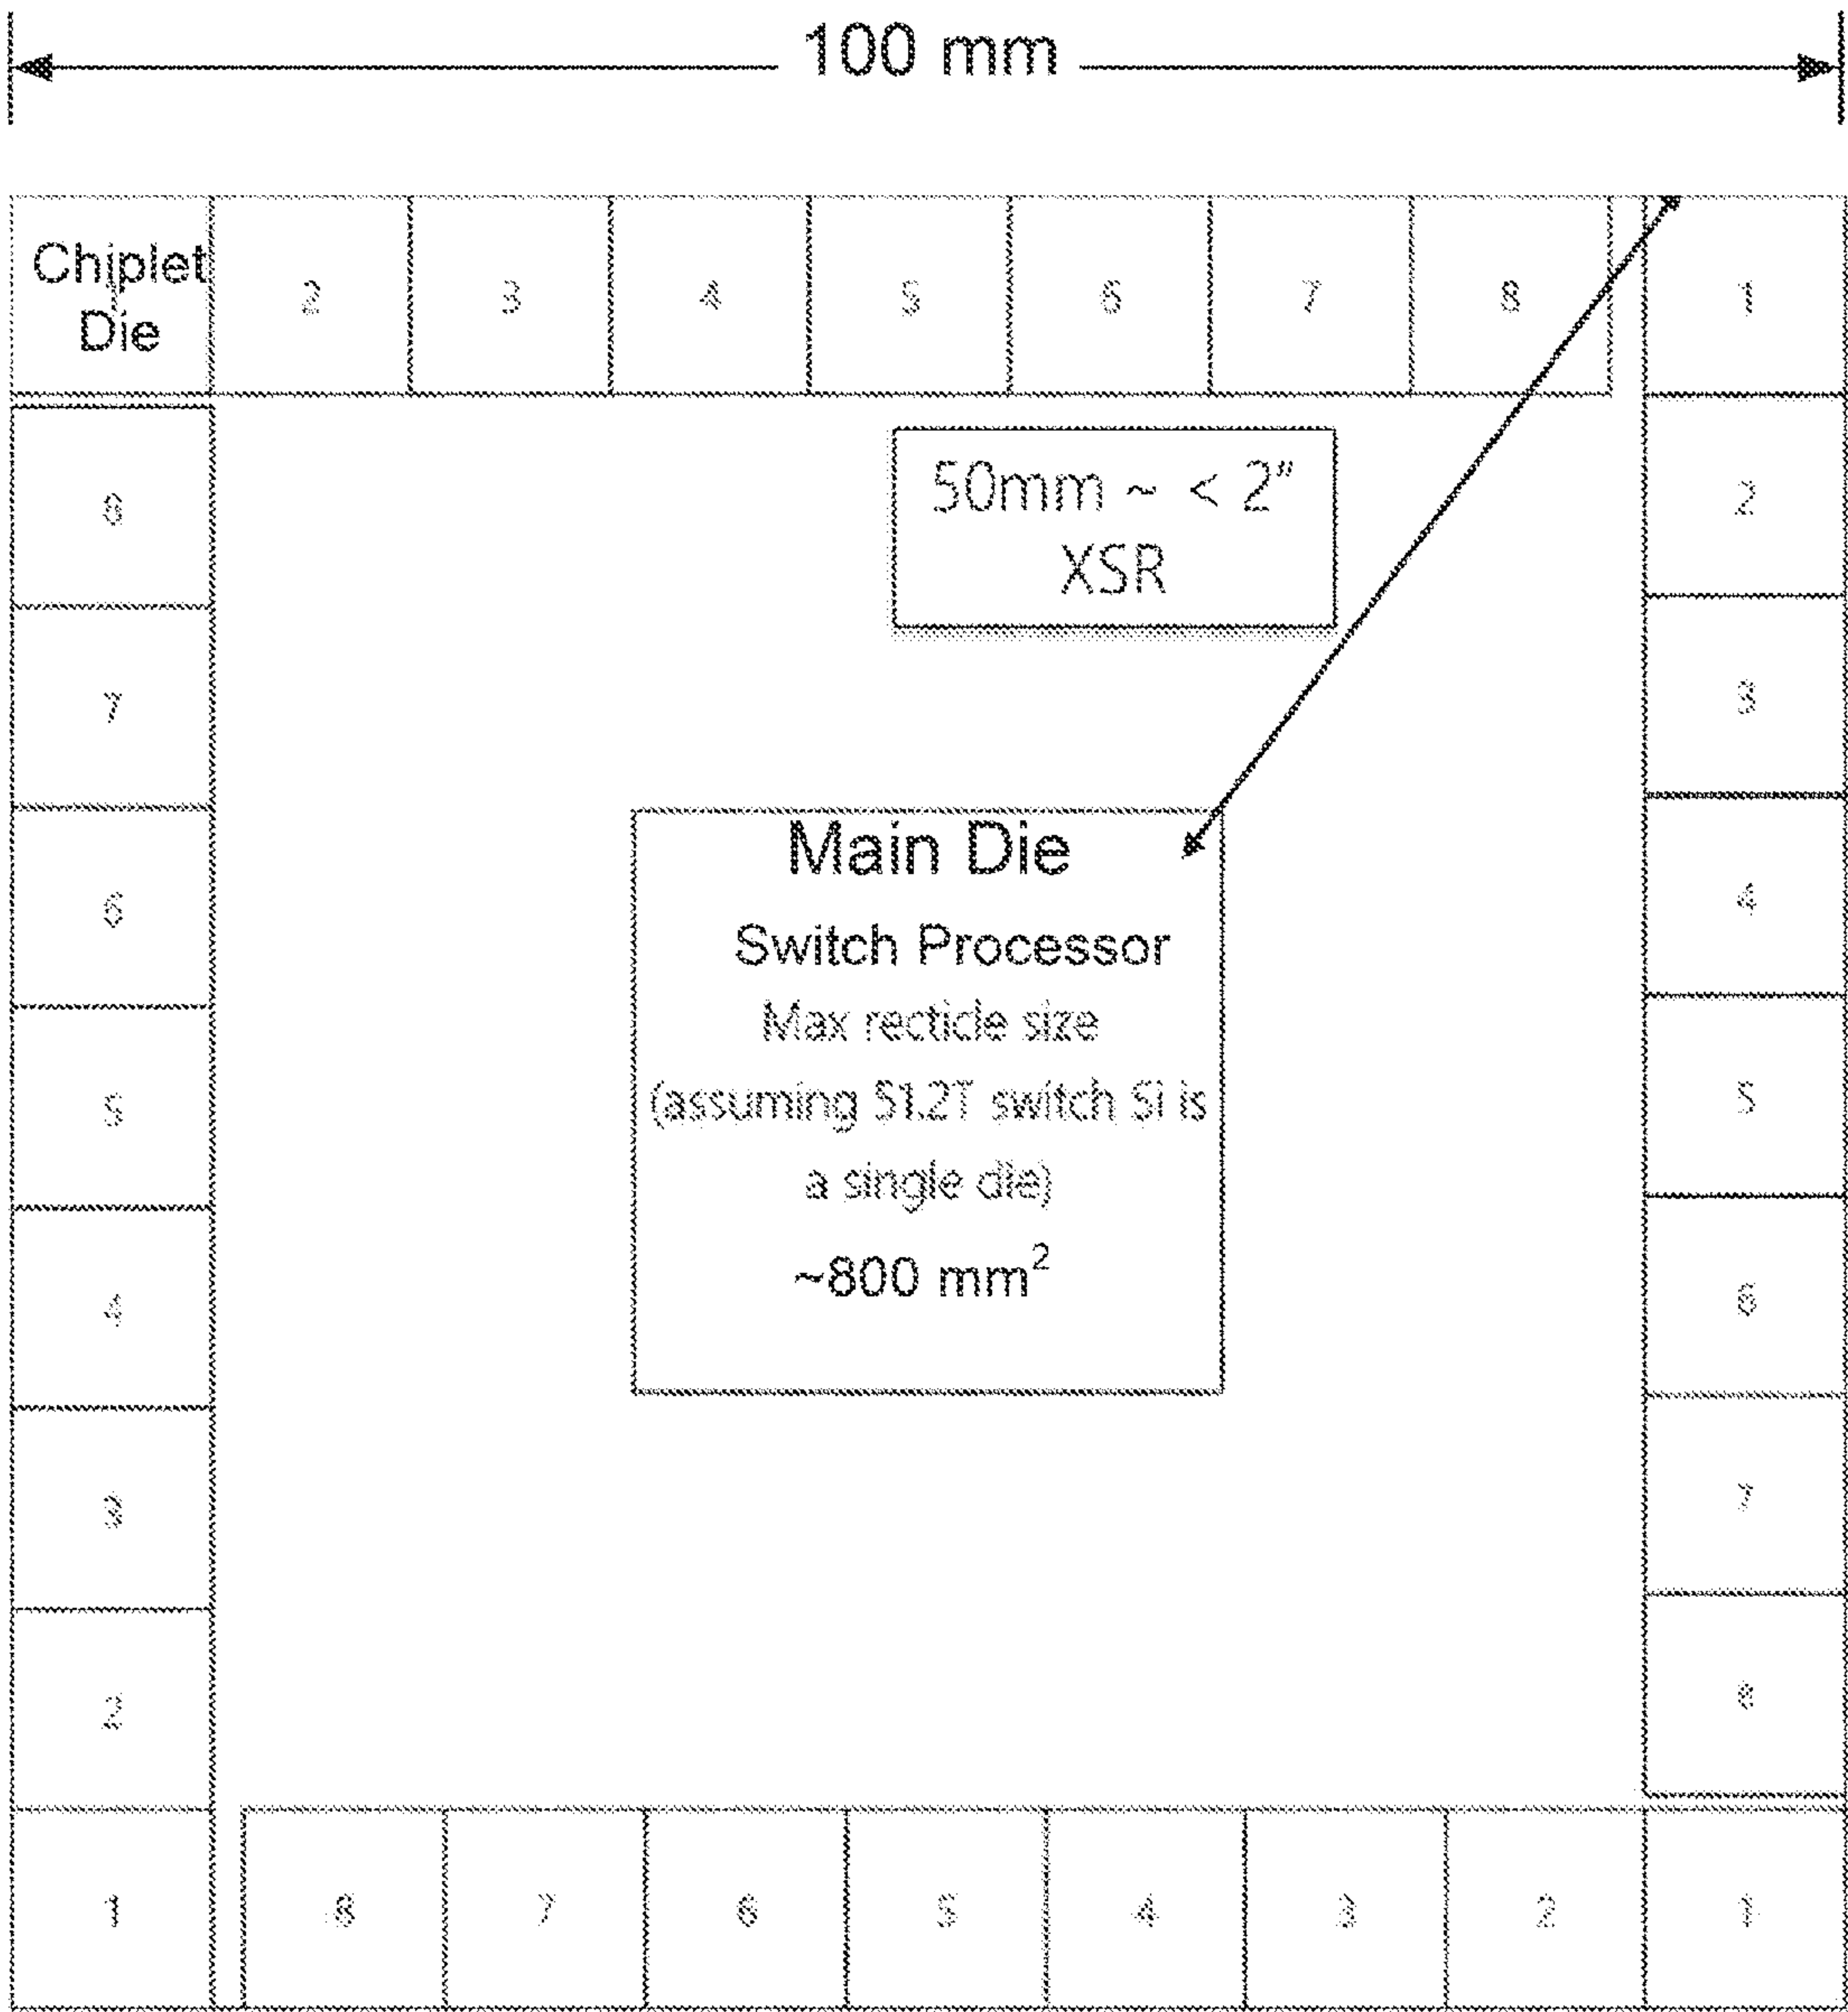 100 mm
Chiplet
Die
2
3
4
5
6
7
8
1
8
50mm ~ < 2"
XSR
2
7
3
6
Main Die
Switch Processor
Max recticle size
(assuming 51.2T switch Si is
a single die)
~800 mm²
4
5
5
4
6
3
7
2
8
1
8
7
6
5
4
3
2
1